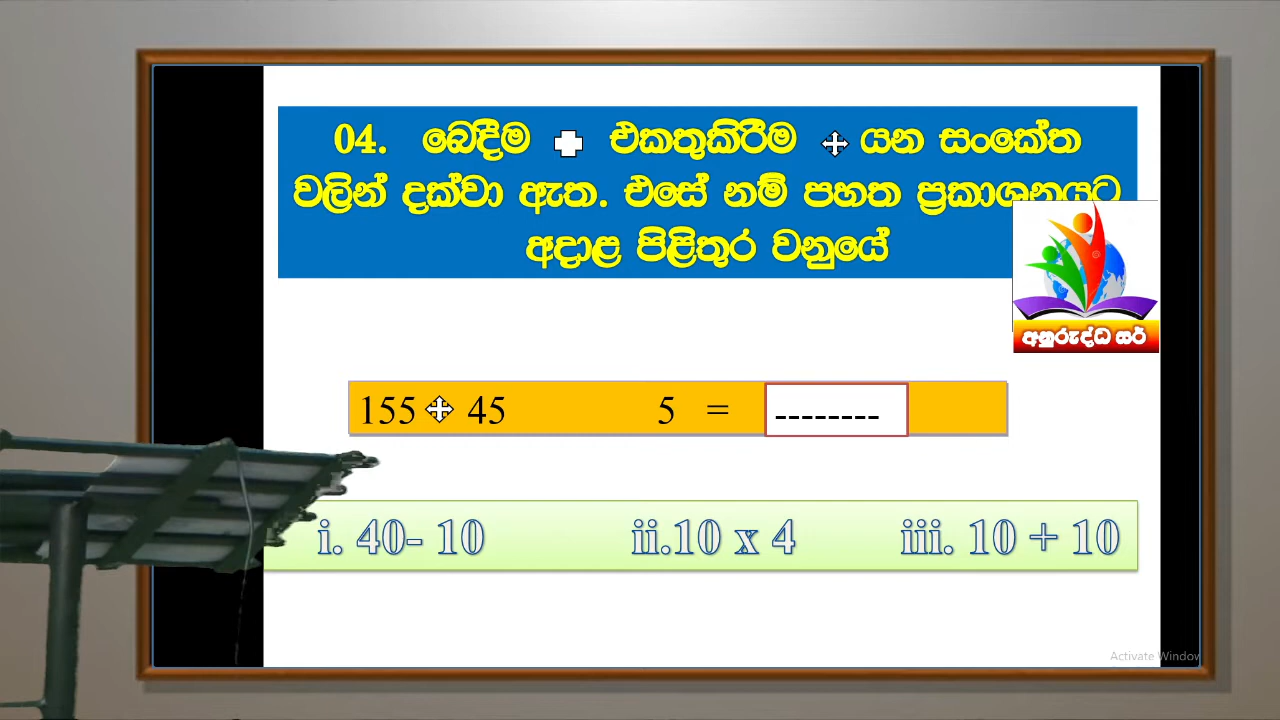 04. බෙදීම එකතුකිරීම යන සංකේත
වලින් දක්වා ඇත. එසේ නම් පහත ප්‍රකාශනයට
අදාළ පිළිතුර වනුයේ
අනුරුද්ධ සර්
155 45 5 = --------
i. 40- 10 ii.10 x 4 iii. 10 + 10
Activate Window